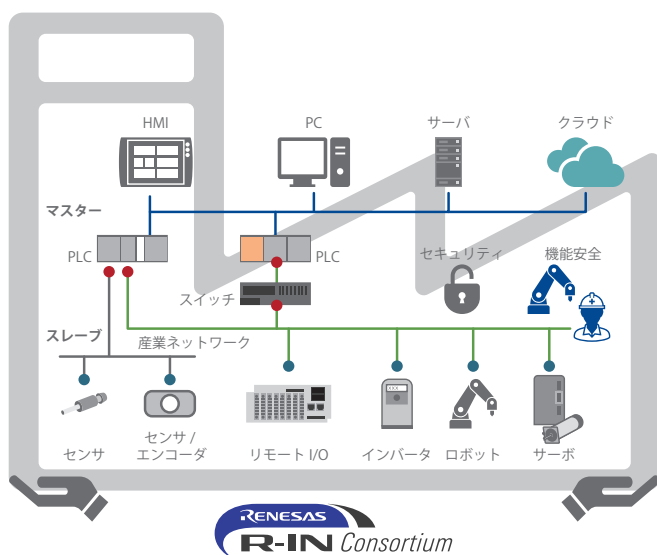 HMI
PC
サーバ
クラウド
マスター
PLC
PLC
セキュリティ
機能安全
スイッチ
スレーブ
産業ネットワーク
XXX
センサ
センサ /
エンコーダ
リモート I/O
インバータ
ロボット
サーボ
RENESAS
R-IN Consortium